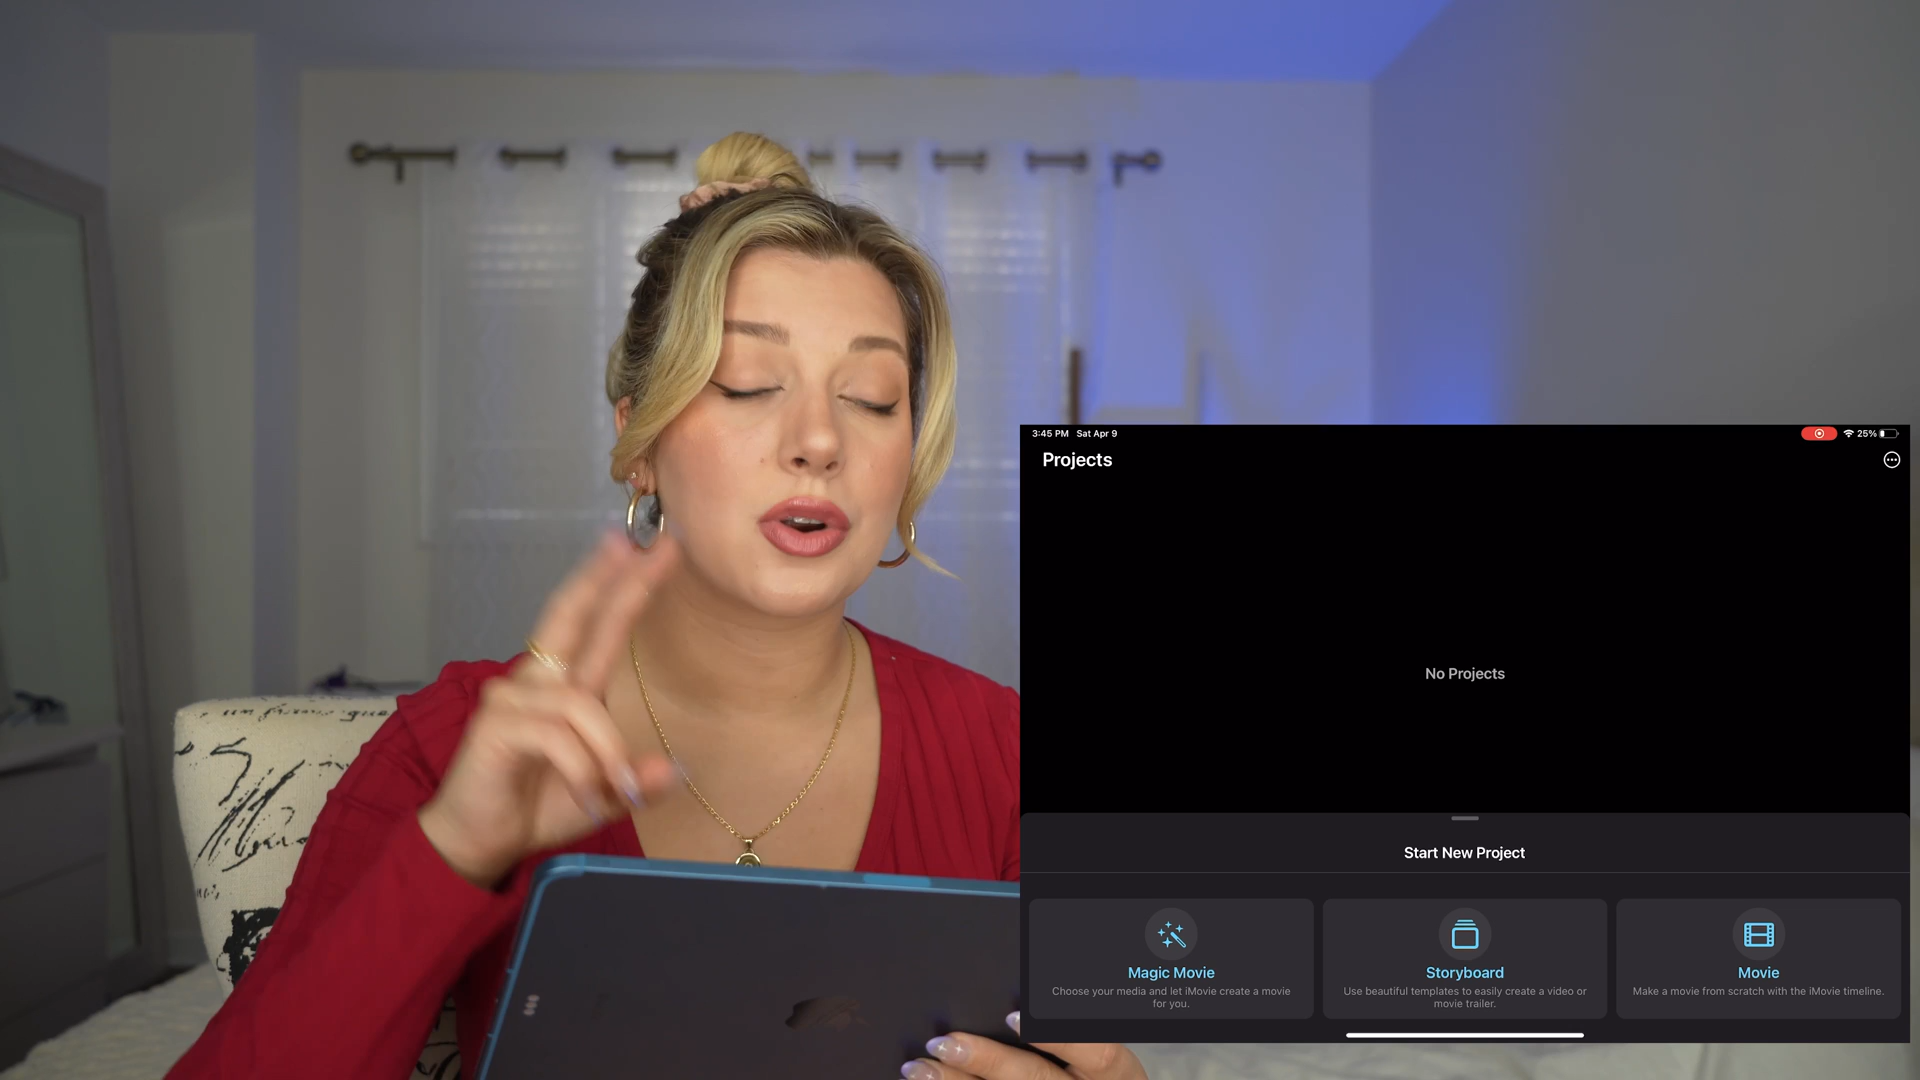 3:45 PM Sat Apr 9
25%
Projects
No Projects
Start New Project
Magic Movie
Choose your media and let iMovie create a movie
for you.
Storyboard
Use beautiful templates to easily create a video or
movie trailer.
Movie
Make a movie from scratch with the iMovie timeline.